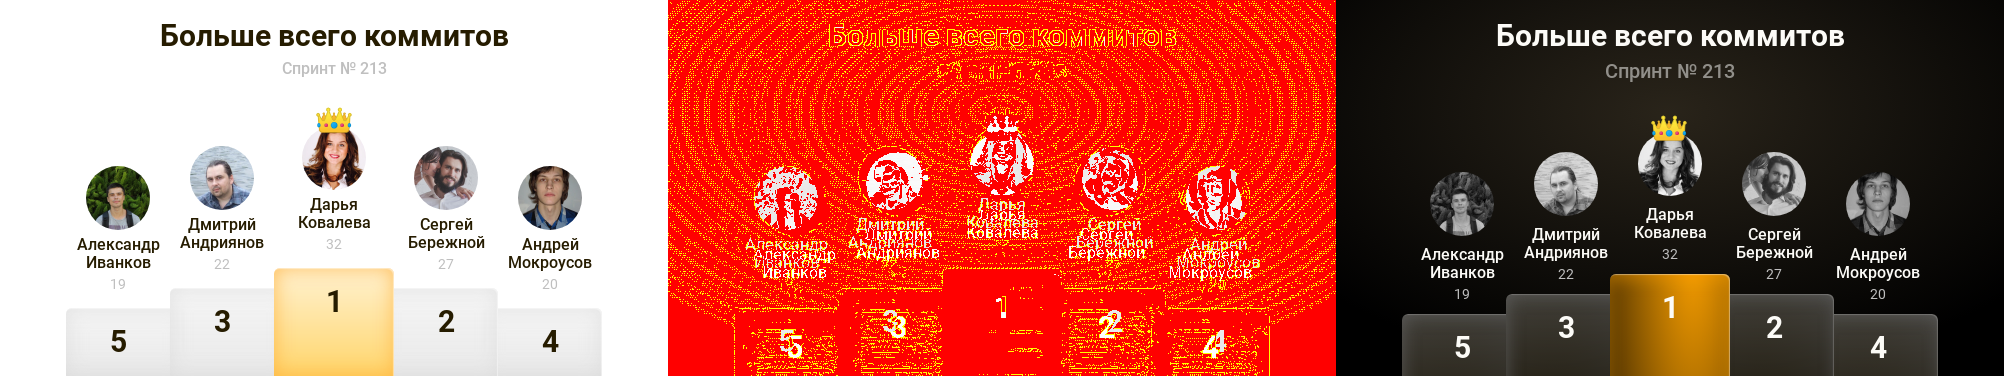 Больше всего коммитов
Спринт № 213
Дарья
Ковалева
32
Дмитрий
Андриянов
22
Сергей
Бережной
27
Александр
Иванков
19
Андрей
Мокроусов
20
1
3
2
5
4
Больше всего коммитов
Дарья
Ковалева
Дмитрий
Андриянов
Сергей
Бережной
Александр
Иванков
Андрей
Мокроусов
1
3
2
5
4
Больше всего коммитов
Спринт № 213
Дарья
Ковалева
32
Дмитрий
Андриянов
22
Сергей
Бережной
27
Александр
Иванков
19
Андрей
Мокроусов
20
1
3
2
5
4